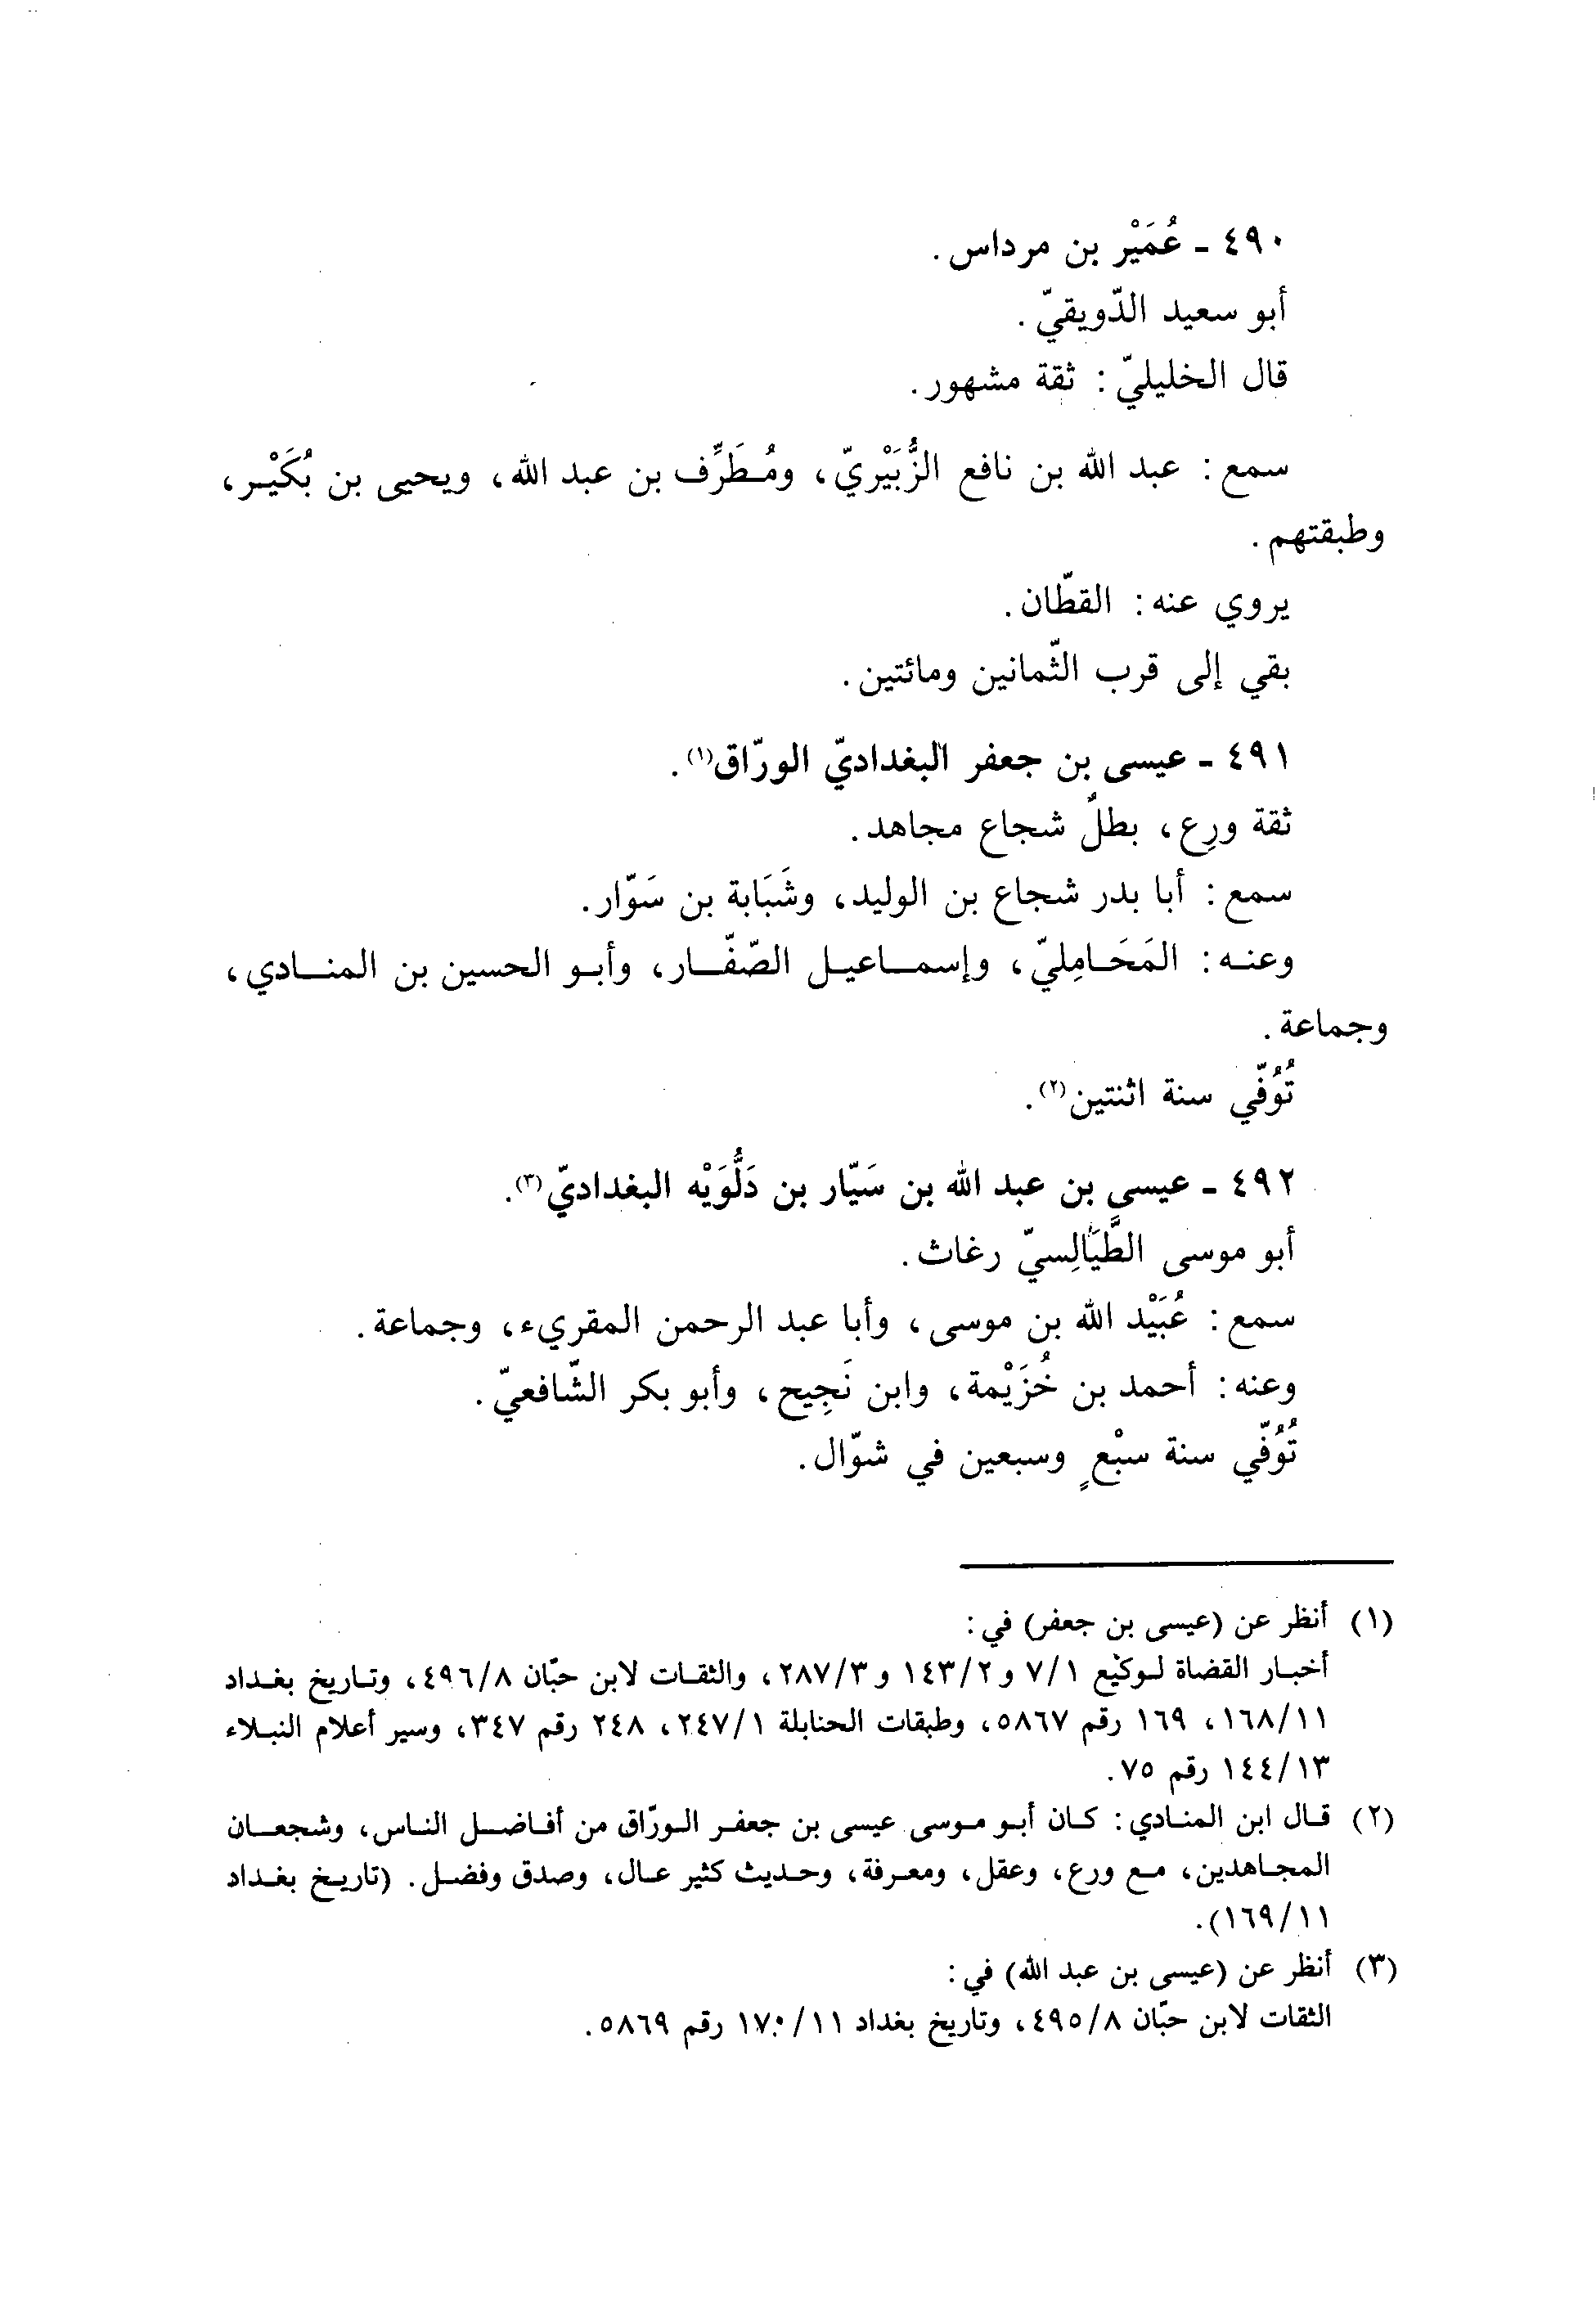 ٤٩٠ - عُمَيْر بن مرداس.
أبو سعيد الدّويقيّ.
قال الخليليّ: ثقة مشهور.
سمع: عبد الله بن نافع الزُّبَيْريّ، ومُطَرِّف بن عبد الله، ويحيى بن بُكَيْر،
وطبقتهم.
يروي عنه: القطّان.
بقي إلى قرب الثّمانين ومائتين.
٤٩١ - عيسى بن جعفر البغداديّ الورّاق(١).
ثقة ورِع، بطلٌ شجاع مجاهد.
سمع: أبا بدر شجاع بن الوليد، وشَبَابة بن سَوّار.
وعنه: المَحَامِليّ، وإسماعيل الصّفّار، وأبو الحسين بن المنادي،
وجماعة.
تُوُفّي سنة اثنتين(٢).
٤٩٢ - عيسى بن عبد الله بن سَيّار بن دَلُّوَيْه البغداديّ(٣).
أبو موسى الطَّيَالِسيّ رغاث.
سمع: عُبَيْد الله بن موسى، وأبا عبد الرحمن المقريء، وجماعة.
وعنه: أحمد بن خُزَيْمة، وابن نَجِيح، وأبو بكر الشّافعيّ.
تُوُفّي سنة سبْعٍ وسبعين في شوّال.
(١) أنظر عن (عيسى بن جعفر) في:
أخبار القضاة لوكيع ٧/١ و ١٤٣/٢ و ٢٨٧/٣، والثقات لابن حبّان ٤٩٦/٨، وتاريخ بغداد
١٦٨/١١، ١٦٩ رقم ٥٨٦٧، وطبقات الحنابلة ٢٤٧/١، ٢٤٨ رقم ٣٤٧، وسير أعلام النبلاء
١٤٤/١٣ رقم ٧٥.
(٢) قال ابن المنادي: كان أبو موسى عيسى بن جعفر الورّاق من أفاضل الناس، وشجعان
المجاهدين، مع ورع، وعقل، ومعرفة، وحديث كثير عال، وصدق وفضل. (تاريخ بغداد
١٦٩/١١).
(٣) أنظر عن (عيسى بن عبد الله) في:
الثقات لابن حبّان ٤٩٥/٨، وتاريخ بغداد ١٧٠/١١ رقم ٥٨٦٩.